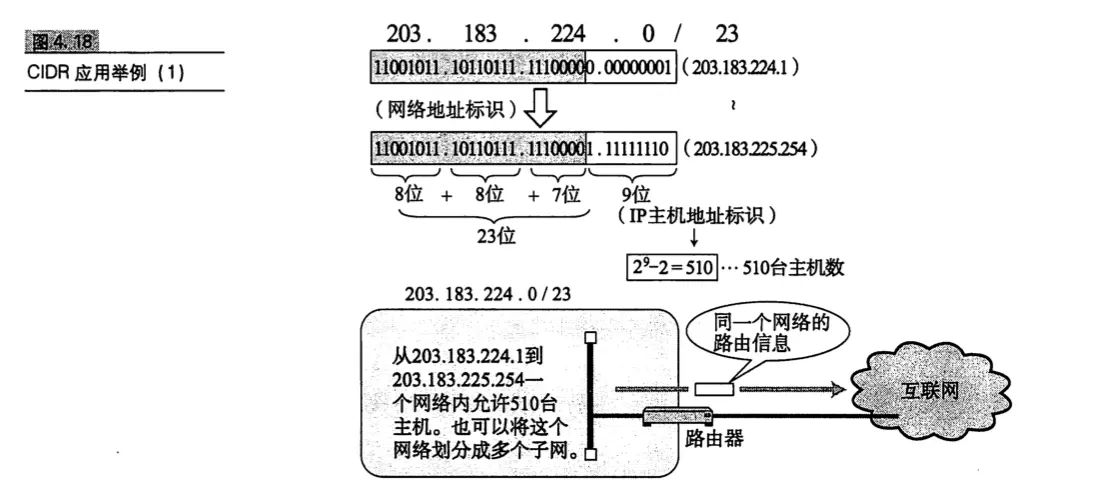 图4.18
CIDR 应用举例（1）
203. 183 . 224 . 0 / 23
11001011 . 10110111 . 11100000 . 00000001 (203.183.224.1)
(网络地址标识) ~
11001011 . 10110111 . 11100001 . 11111110 (203.183.225.254)
8位 + 8位 + 7位 9位
(IP主机地址标识)
23位
2⁹−2=510 …510台主机数
203. 183. 224 . 0 / 23
同一个网络的
路由信息
从203.183.224.1到
203.183.225.254一
个网络内允许510台
主机。也可以将这个
网络划分成多个子网。
互联网
路由器